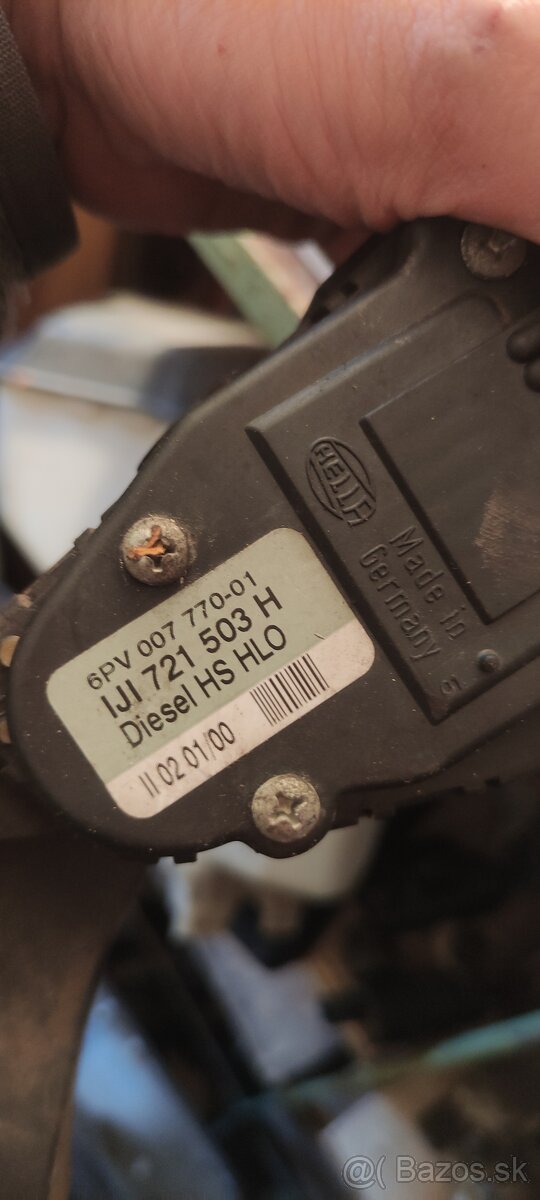 HELLA
Made in
Germany
6PV 007 770-01
1J1 721 503 H
Diesel HS HLO
II 02 01/00
@( Bazos.sk